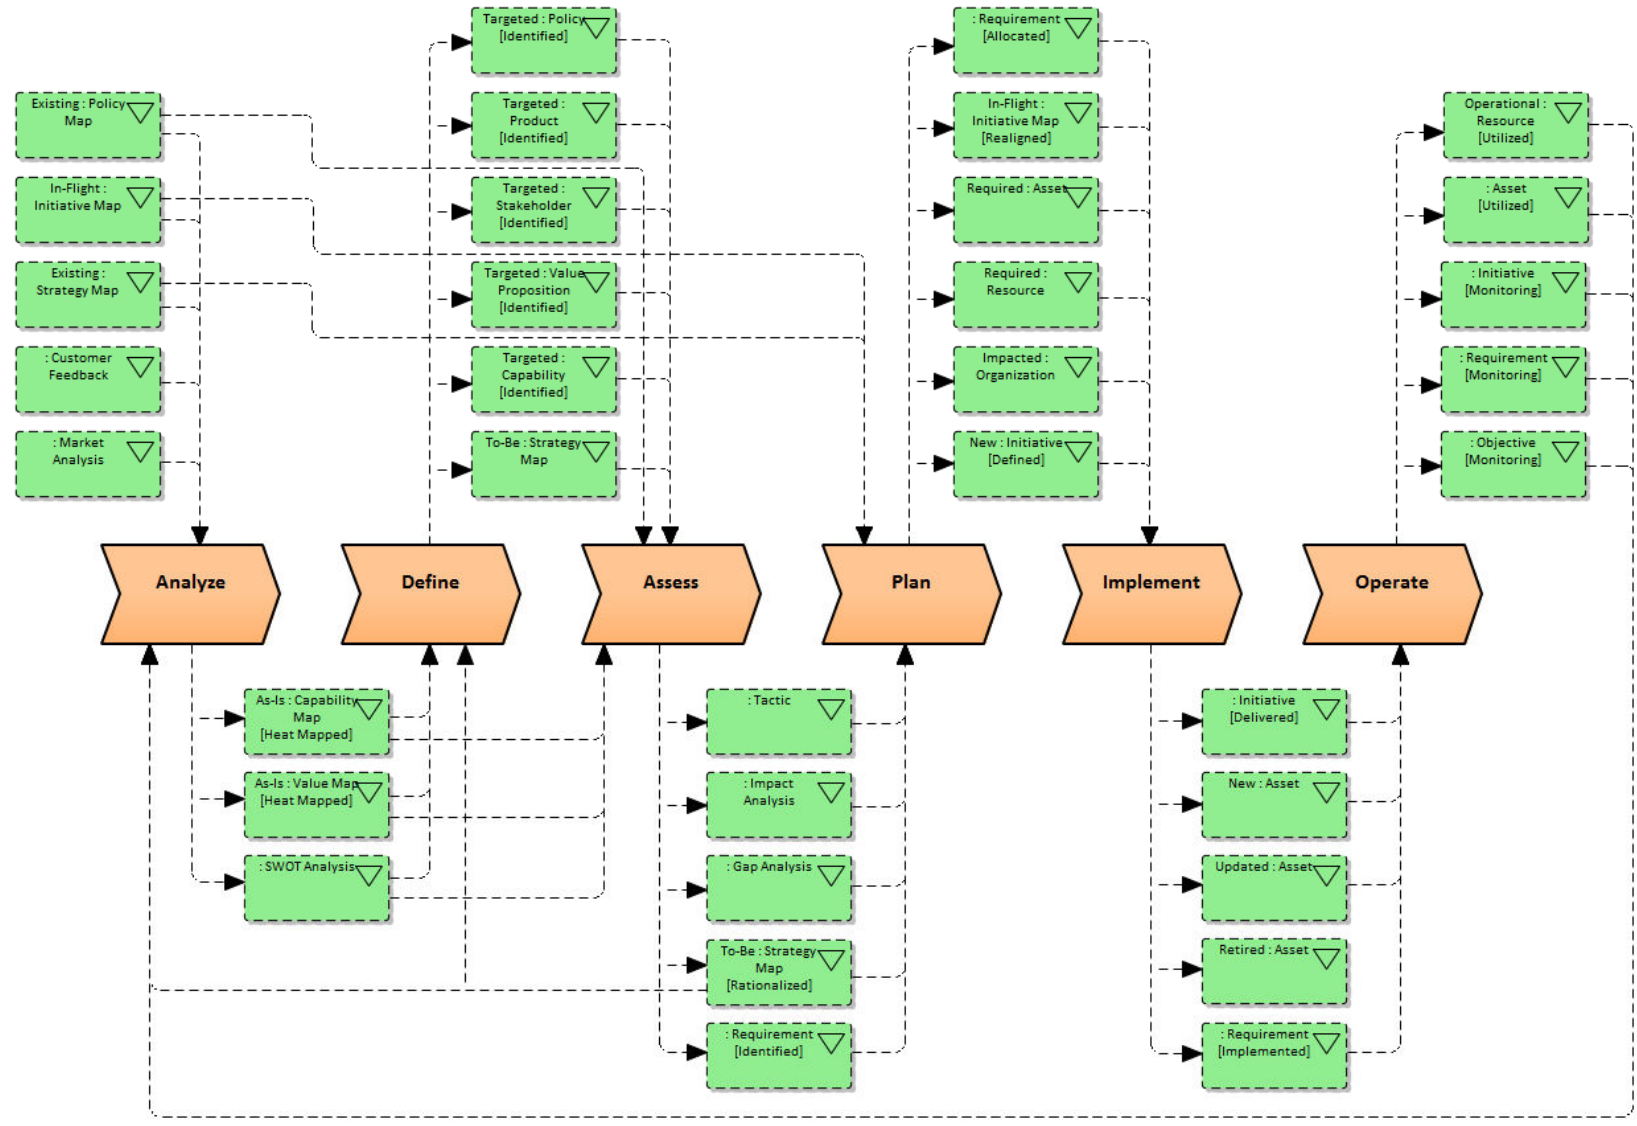 Existing : Policy
Map
In-Flight :
Initiative Map
Existing :
Strategy Map
: Customer
Feedback
: Market
Analysis
Targeted : Policy
[Identified]
Targeted :
Product
[Identified]
Targeted :
Stakeholder
[Identified]
Targeted : Value
Proposition
[Identified]
Targeted :
Capability
[Identified]
To-Be : Strategy
Map
: Requirement
[Allocated]
In-Flight :
Initiative Map
[Realigned]
Required : Asset
Required :
Resource
Impacted :
Organization
New : Initiative
[Defined]
Operational :
Resource
[Utilized]
: Asset
[Utilized]
: Initiative
[Monitoring]
: Requirement
[Monitoring]
: Objective
[Monitoring]
Analyze
Define
Assess
Plan
Implement
Operate
As-Is : Capability
Map
[Heat Mapped]
As-Is : Value Map
[Heat Mapped]
: SWOT Analysis
: Tactic
: Impact
Analysis
: Gap Analysis
To-Be : Strategy
Map
[Rationalized]
: Requirement
[Identified]
: Initiative
[Delivered]
New : Asset
Updated : Asset
Retired : Asset
: Requirement
[Implemented]